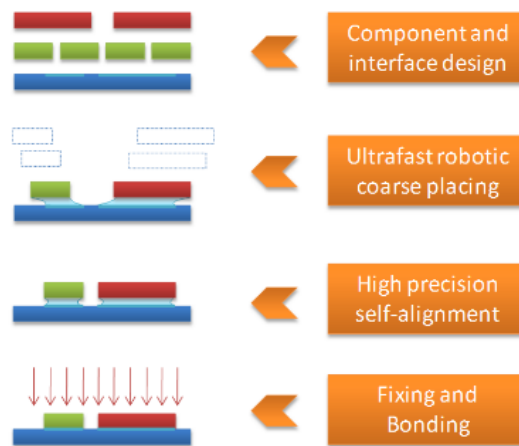 Component and
interface design
Ultrafast robotic
coarse placing
High precision
self-alignment
Fixing and
Bonding